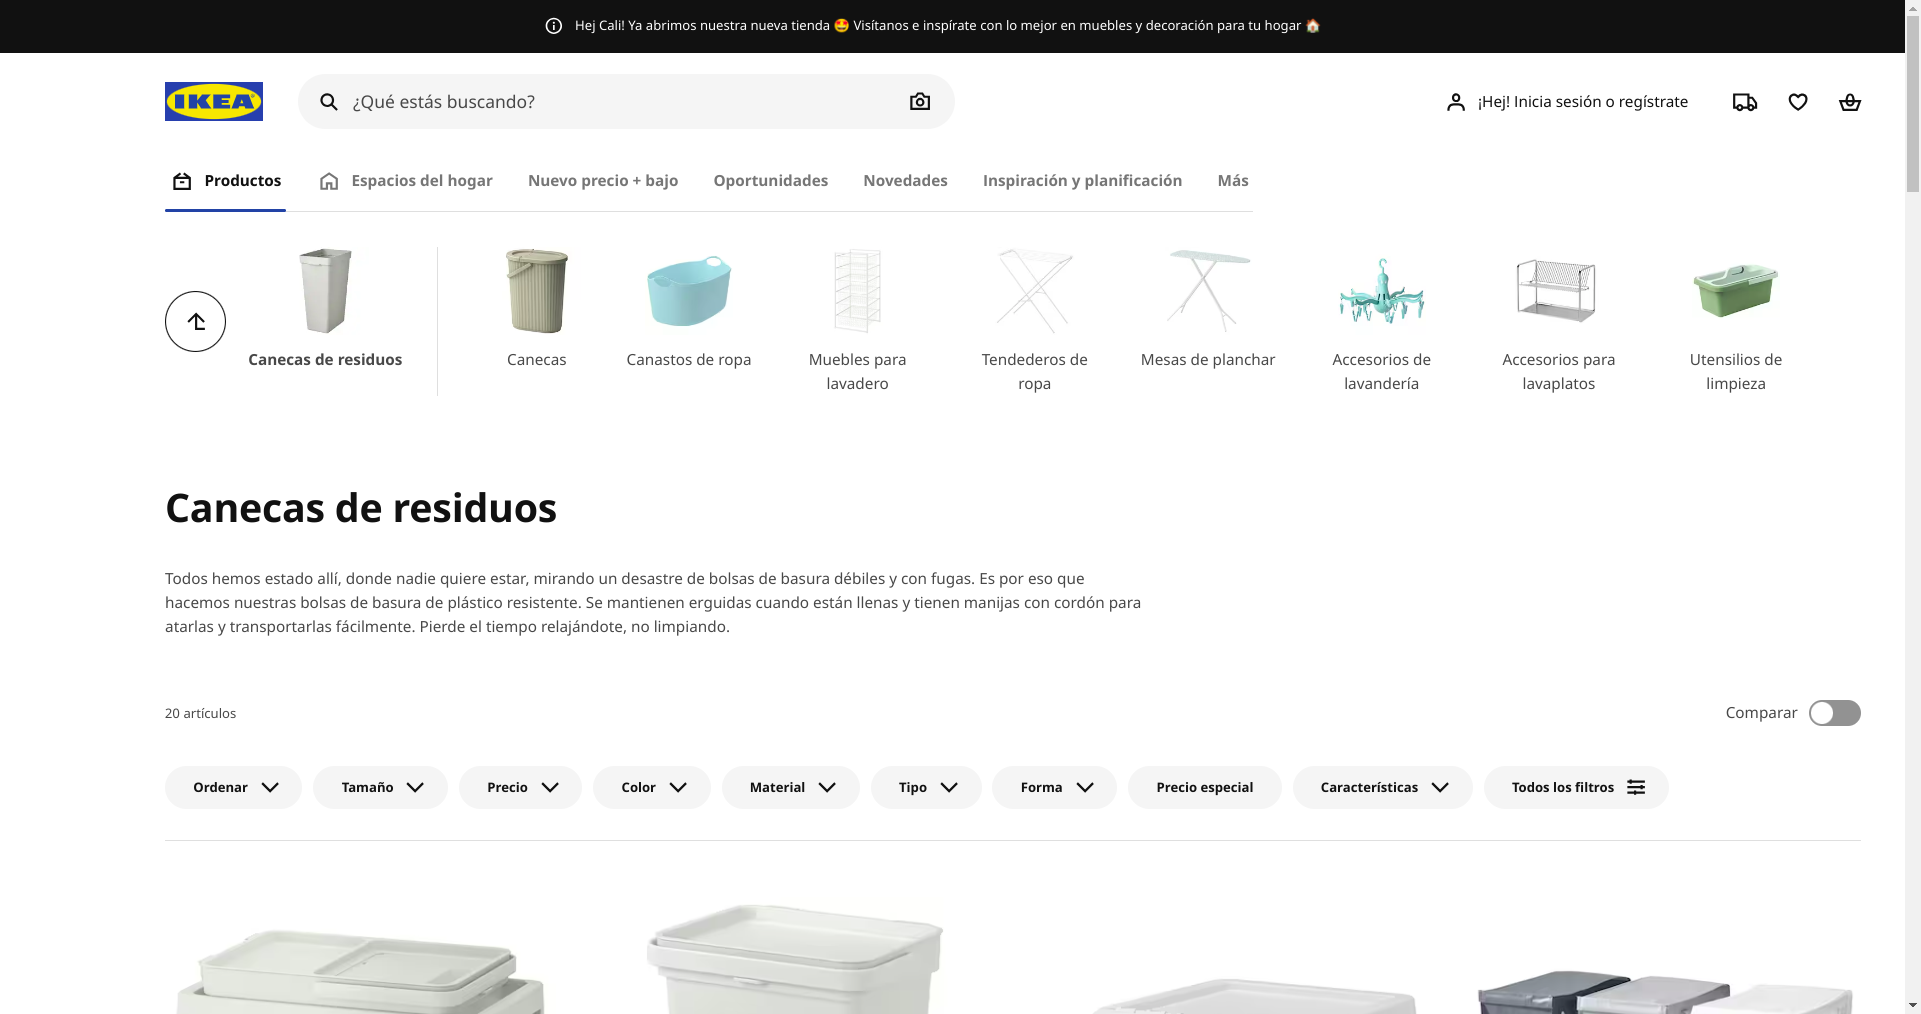 Hej Cali! Ya abrimos nuestra nueva tienda 🤩 Visítanos e inspírate con lo mejor en muebles y decoración para tu hogar 🏠
IKEA
¿Qué estás buscando?
¡Hej! Inicia sesión o regístrate
Productos
Espacios del hogar
Nuevo precio + bajo
Oportunidades
Novedades
Inspiración y planificación
Más
Canecas de residuos
Canecas
Canastos de ropa
Muebles para
lavadero
Tendederos de
ropa
Mesas de planchar
Accesorios de
lavandería
Accesorios para
lavaplatos
Utensilios de
limpieza
Canecas de residuos
Todos hemos estado allí, donde nadie quiere estar, mirando un desastre de bolsas de basura débiles y con fugas. Es por eso que
hacemos nuestras bolsas de basura de plástico resistente. Se mantienen erguidas cuando están llenas y tienen manijas con cordón para
atarlas y transportarlas fácilmente. Pierde el tiempo relajándote, no limpiando.
20 artículos
Comparar
Ordenar
Tamaño
Precio
Color
Material
Tipo
Forma
Precio especial
Características
Todos los filtros